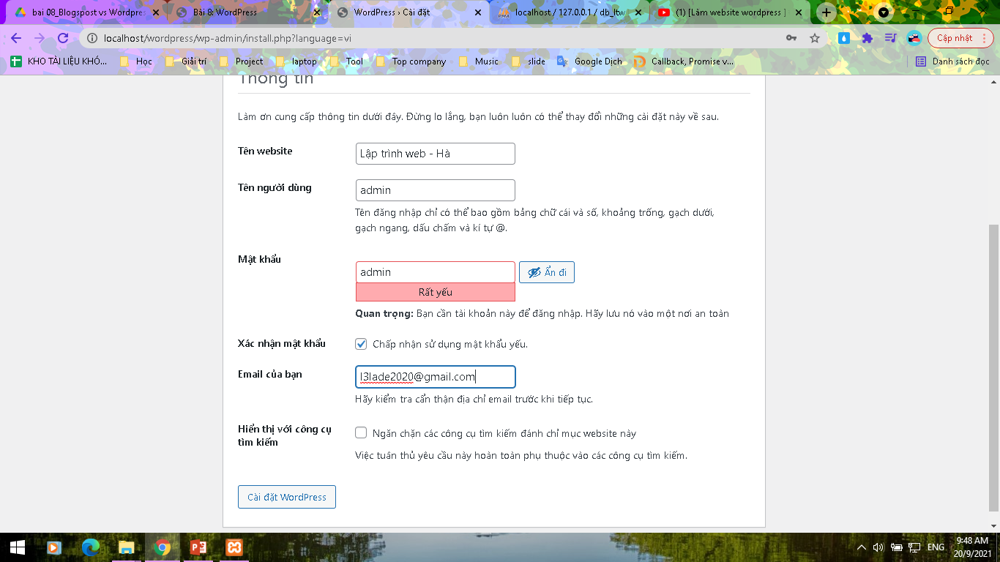 bai 08_Blogspot vs Wordpres
Bài 8: WordPress
WordPress › Cài đặt
localhost / 127.0.0.1 / db_ltw
(1) [Làm website wordpress ]
localhost/wordpress/wp-admin/install.php?language=vi
Cập nhật
KHO TÀI LIỆU KHÓ...
Học
Giải trí
Project
laptop
Tool
Top company
Music
slide
Google Dịch
Callback, Promise v...
Danh sách đọc
Thông tin
Làm ơn cung cấp thông tin dưới đây. Đừng lo lắng, bạn luôn luôn có thể thay đổi những cài đặt này về sau.
Tên website
Lập trình web - Hà
Tên người dùng
admin
Tên đăng nhập chỉ có thể bao gồm bảng chữ cái và số, khoảng trống, gạch dưới,
gạch ngang, dấu chấm và kí tự @.
Mật khẩu
admin
Ẩn đi
Rất yếu
Quan trọng: Bạn cần tài khoản này để đăng nhập. Hãy lưu nó vào một nơi an toàn
Xác nhận mật khẩu
Chấp nhận sử dụng mật khẩu yếu.
Email của bạn
l3lade2020@gmail.com
Hãy kiểm tra cẩn thận địa chỉ email trước khi tiếp tục.
Hiển thị với công cụ
tìm kiếm
Ngăn chặn các công cụ tìm kiếm đánh chỉ mục website này
Việc tuân thủ yêu cầu này hoàn toàn phụ thuộc vào các công cụ tìm kiếm.
Cài đặt WordPress
ENG
9:48 AM
20/9/2021